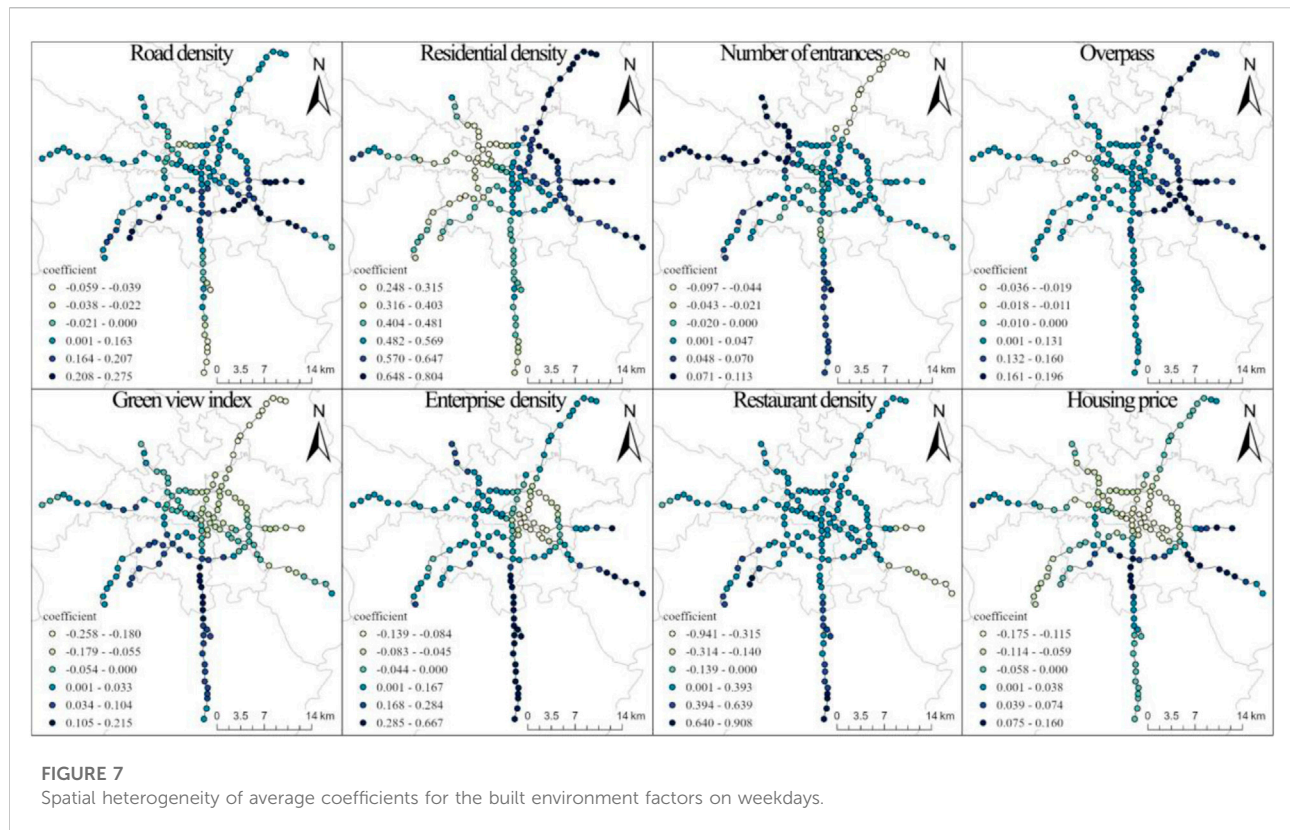 Road density
N
coefficient
-0.059 - -0.039
-0.038 - -0.022
-0.021 - 0.000
0.001 - 0.163
0.164 - 0.207
0.208 - 0.275
0 3.5 7 14 km
Residential density
N
coefficient
0.248 - 0.315
0.316 - 0.403
0.404 - 0.481
0.482 - 0.569
0.570 - 0.647
0.648 - 0.804
0 3.5 7 14 km
Number of entrances
N
coefficient
-0.097 - -0.044
-0.043 - -0.021
-0.020 - 0.000
0.001 - 0.047
0.048 - 0.070
0.071 - 0.113
0 3.5 7 14 km
Overpass
N
coefficient
-0.036 - -0.019
-0.018 - -0.011
-0.010 - 0.000
0.001 - 0.131
0.132 - 0.160
0.161 - 0.196
0 3.5 7 14 km
Green view index
N
coefficient
-0.258 - -0.180
-0.179 - -0.055
-0.054 - 0.000
0.001 - 0.033
0.034 - 0.104
0.105 - 0.215
0 3.5 7 14 km
Enterprise density
N
coefficient
-0.139 - -0.084
-0.083 - -0.045
-0.044 - 0.000
0.001 - 0.167
0.168 - 0.284
0.285 - 0.667
0 3.5 7 14 km
Restaurant density
N
coefficient
-0.941 - -0.315
-0.314 - -0.140
-0.139 - 0.000
0.001 - 0.393
0.394 - 0.639
0.640 - 0.908
0 3.5 7 14 km
Housing price
N
coefficeint
-0.175 - -0.115
-0.114 - -0.059
-0.058 - 0.000
0.001 - 0.038
0.039 - 0.074
0.075 - 0.160
0 3.5 7 14 km
FIGURE 7
Spatial heterogeneity of average coefficients for the built environment factors on weekdays.